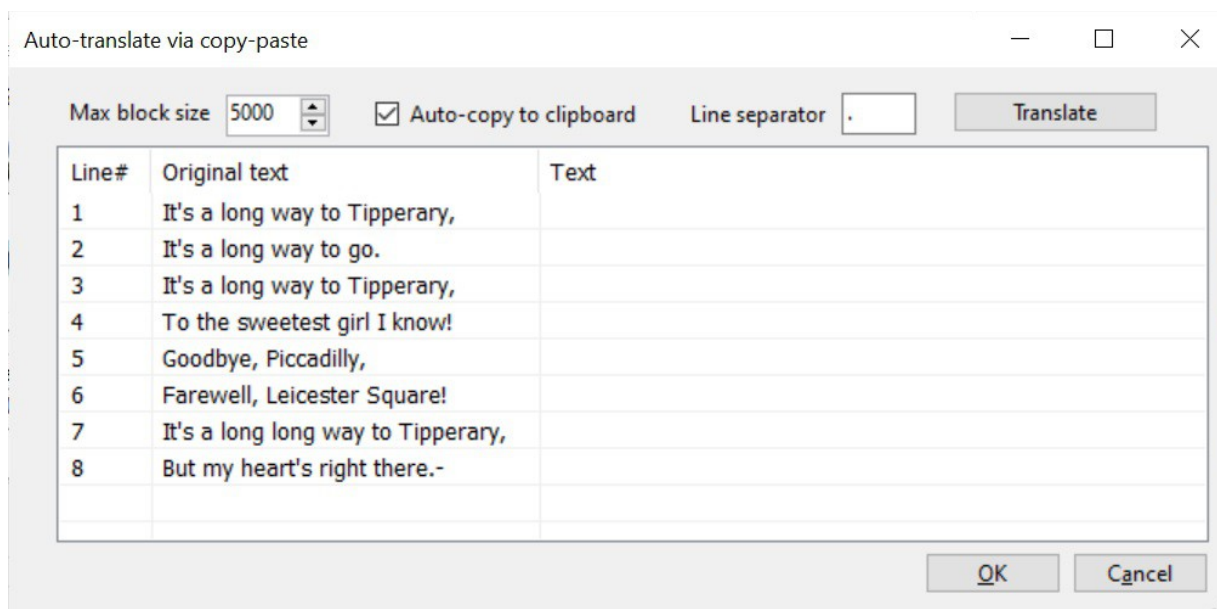 Auto-translate via copy-paste
Max block size 5000 Auto-copy to clipboard Line separator . Translate
Line# Original text Text
1 It's a long way to Tipperary,
2 It's a long way to go.
3 It's a long way to Tipperary,
4 To the sweetest girl I know!
5 Goodbye, Piccadilly,
6 Farewell, Leicester Square!
7 It's a long long way to Tipperary,
8 But my heart's right there.-
OK Cancel